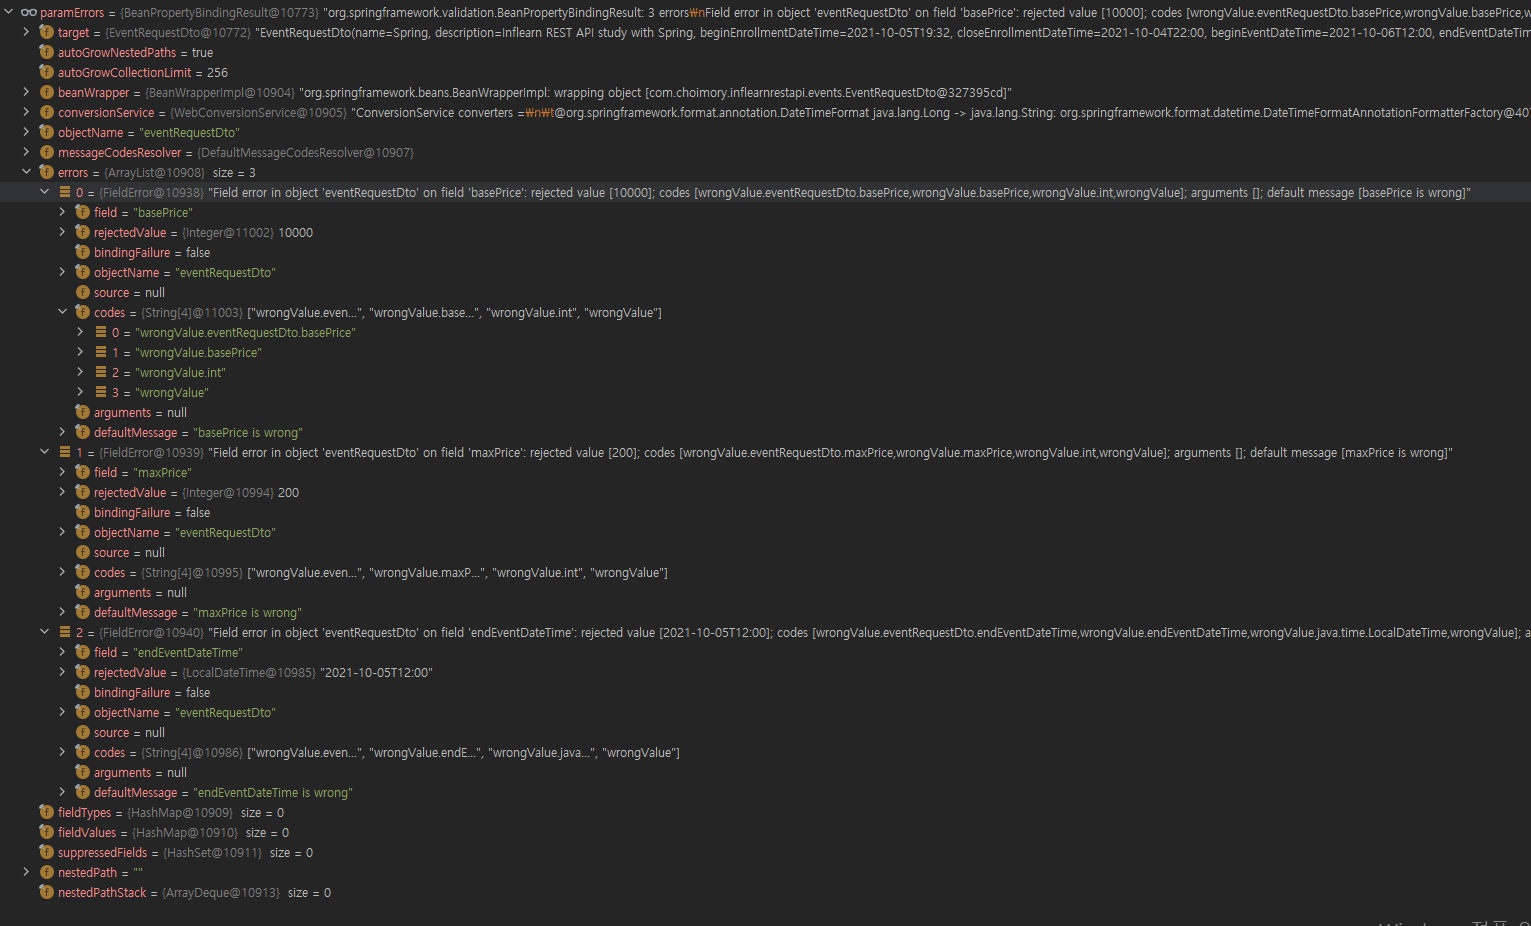 paramErrors = {BeanPropertyBindingResult@10773} "org.springframework.validation.BeanPropertyBindingResult: 3 errors₩nField error in object 'eventRequestDto' on field 'basePrice': rejected value [10000]; codes [wrongValue.eventRequestDto.basePrice,wrongValue.basePrice,w
target = {EventRequestDto@10772} "EventRequestDto(name=Spring, description=Inflearn REST API study with Spring, beginEnrollmentDateTime=2021-10-05T19:32, closeEnrollmentDateTime=2021-10-04T22:00, beginEventDateTime=2021-10-06T12:00, endEventDateTim
autoGrowNestedPaths = true
autoGrowCollectionLimit = 256
beanWrapper = {BeanWrapperImpl@10904} "org.springframework.beans.BeanWrapperImpl: wrapping object [com.choimory.inflearnrestapi.events.EventRequestDto@327395cd]"
conversionService = {WebConversionService@10905} "ConversionService converters =₩n₩t@org.springframework.format.annotation.DateTimeFormat java.lang.Long -> java.lang.String: org.springframework.format.datetime.DateTimeFormatAnnotationFormatterFactory@407
objectName = "eventRequestDto"
messageCodesResolver = {DefaultMessageCodesResolver@10907}
errors = {ArrayList@10908} size = 3
0 = {FieldError@10938} "Field error in object 'eventRequestDto' on field 'basePrice': rejected value [10000]; codes [wrongValue.eventRequestDto.basePrice,wrongValue.basePrice,wrongValue.int,wrongValue]; arguments []; default message [basePrice is wrong]"
field = "basePrice"
rejectedValue = {Integer@11002} 10000
bindingFailure = false
objectName = "eventRequestDto"
source = null
codes = {String[4]@11003} ["wrongValue.even...", "wrongValue.base...", "wrongValue.int", "wrongValue"]
0 = "wrongValue.eventRequestDto.basePrice"
1 = "wrongValue.basePrice"
2 = "wrongValue.int"
3 = "wrongValue"
arguments = null
defaultMessage = "basePrice is wrong"
1 = {FieldError@10939} "Field error in object 'eventRequestDto' on field 'maxPrice': rejected value [200]; codes [wrongValue.eventRequestDto.maxPrice,wrongValue.maxPrice,wrongValue.int,wrongValue]; arguments []; default message [maxPrice is wrong]"
field = "maxPrice"
rejectedValue = {Integer@10994} 200
bindingFailure = false
objectName = "eventRequestDto"
source = null
codes = {String[4]@10995} ["wrongValue.even...", "wrongValue.maxP...", "wrongValue.int", "wrongValue"]
arguments = null
defaultMessage = "maxPrice is wrong"
2 = {FieldError@10940} "Field error in object 'eventRequestDto' on field 'endEventDateTime': rejected value [2021-10-05T12:00]; codes [wrongValue.eventRequestDto.endEventDateTime,wrongValue.endEventDateTime,wrongValue.java.time.LocalDateTime,wrongValue]; a
field = "endEventDateTime"
rejectedValue = {LocalDateTime@10985} "2021-10-05T12:00"
bindingFailure = false
objectName = "eventRequestDto"
source = null
codes = {String[4]@10986} ["wrongValue.even...", "wrongValue.endE...", "wrongValue.java...", "wrongValue"]
arguments = null
defaultMessage = "endEventDateTime is wrong"
fieldTypes = {HashMap@10909} size = 0
fieldValues = {HashMap@10910} size = 0
suppressedFields = {HashSet@10911} size = 0
nestedPath = ""
nestedPathStack = {ArrayDeque@10913} size = 0